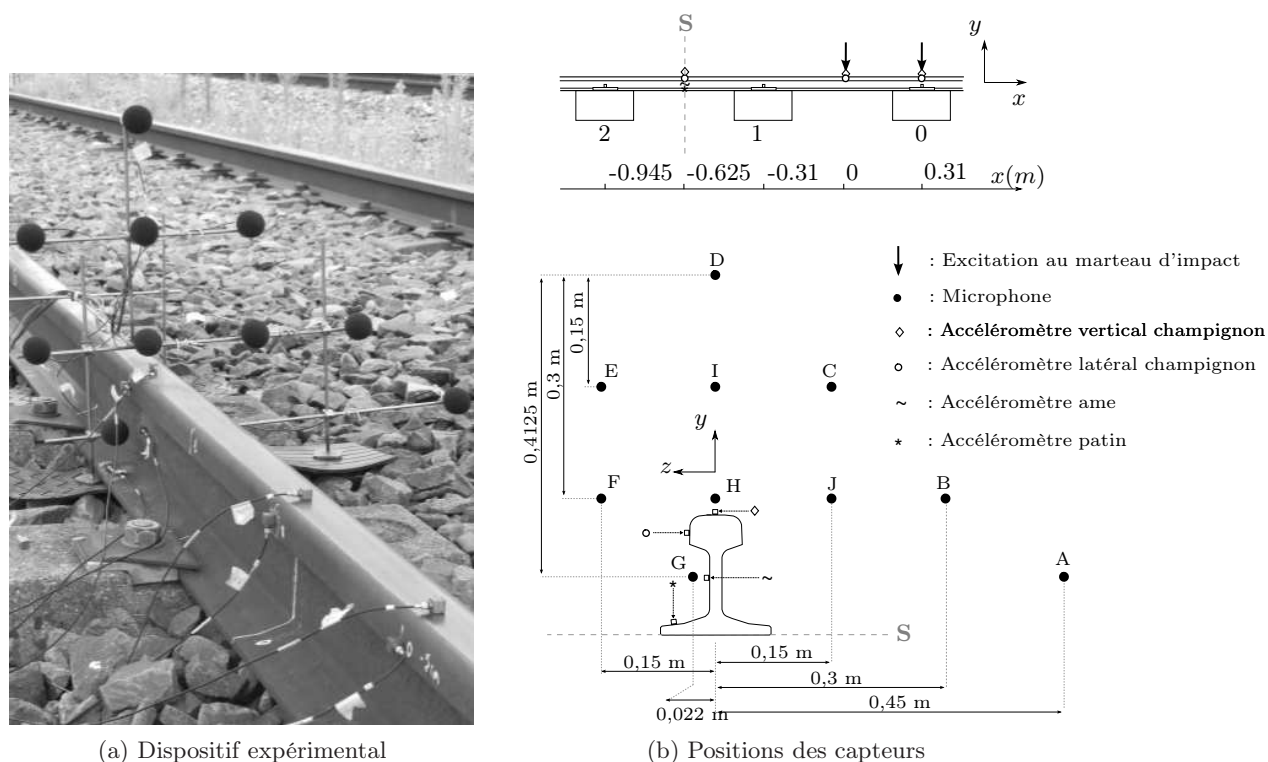 S
y
x
2
1
0
-0.945
-0.625
-0.31
0
0.31
x(m)
D
: Excitation au marteau d'impact
: Microphone
: Accéléromètre vertical champignon
: Accéléromètre latéral champignon
~ : Accéléromètre ame
* : Accéléromètre patin
0,15 m
0,3 m
0,4125 m
E
I
C
y
z
F
H
J
B
G
A
*
~
S
0,15 m
0,15 m
0,3 m
0,45 m
0,022 m
(a) Dispositif expérimental
(b) Positions des capteurs